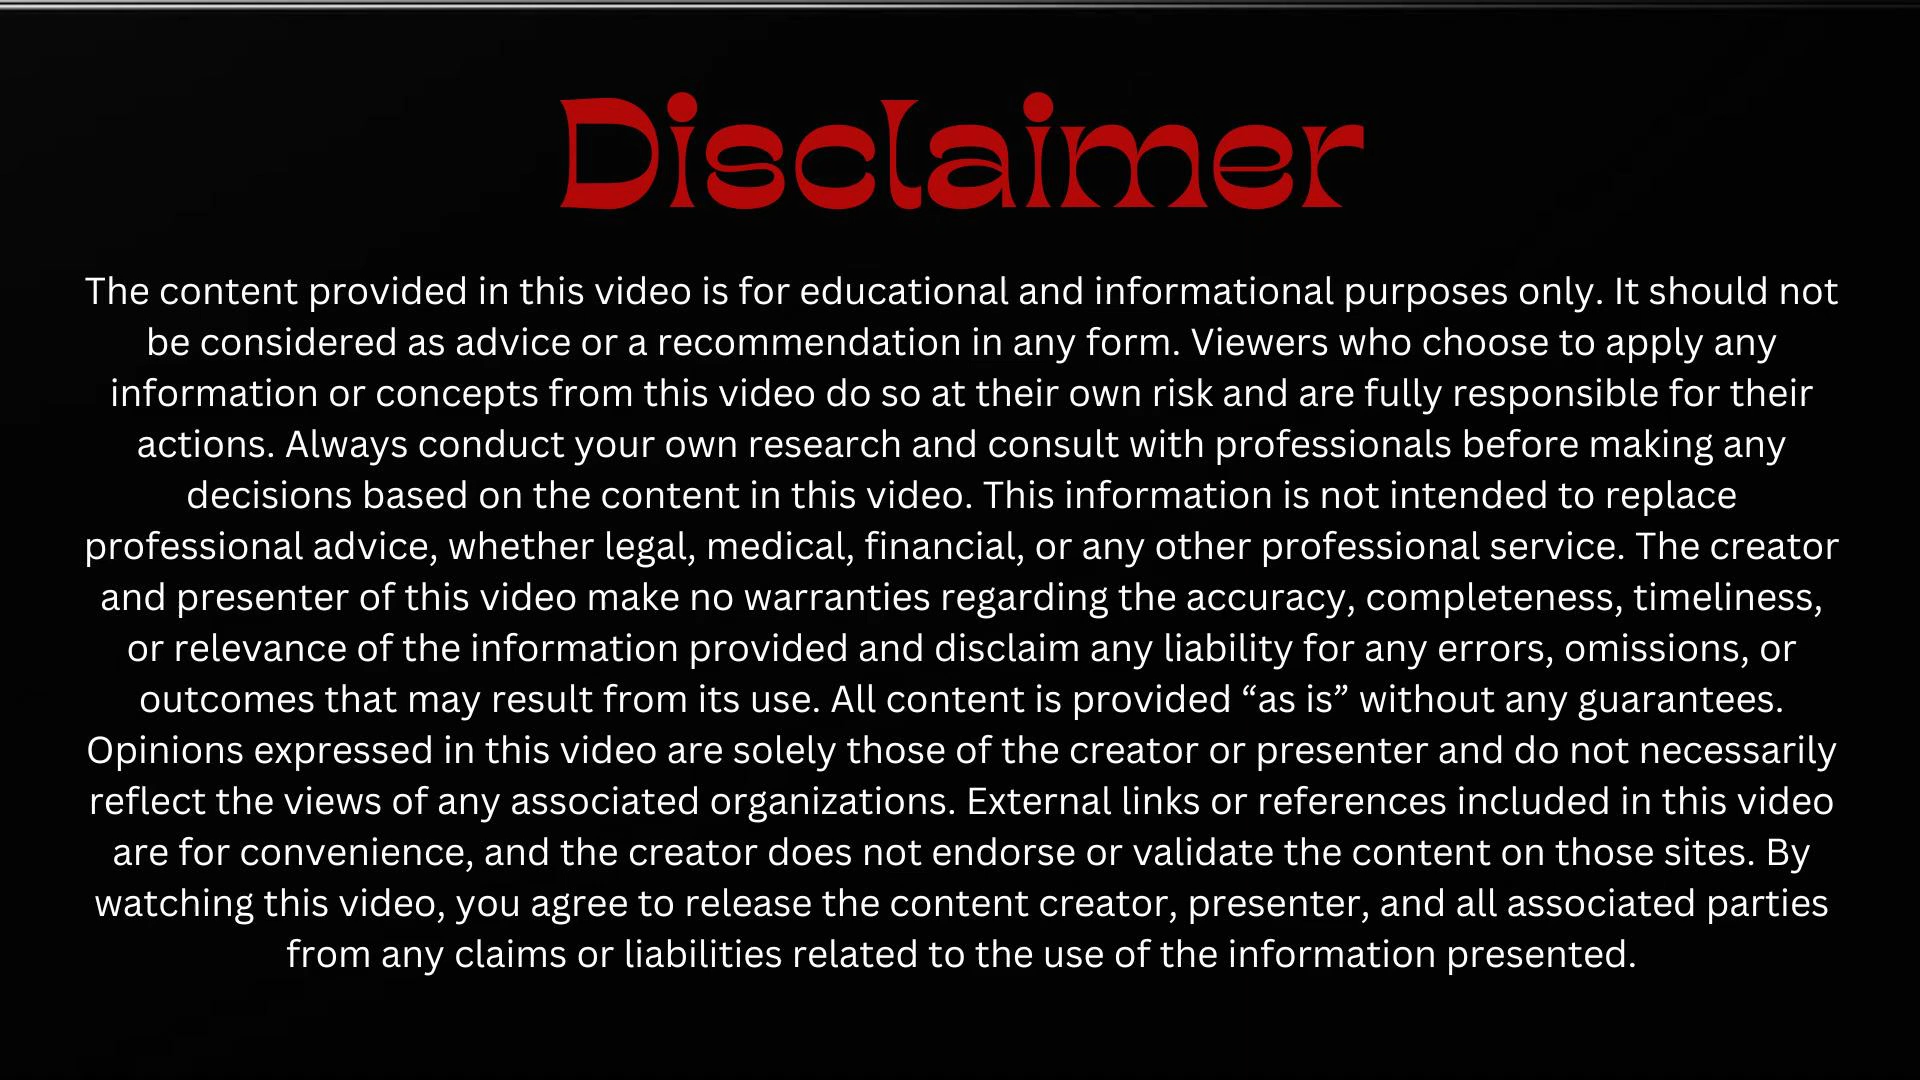 Disclaimer
The content provided in this video is for educational and informational purposes only. It should not
be considered as advice or a recommendation in any form. Viewers who choose to apply any
information or concepts from this video do so at their own risk and are fully responsible for their
actions. Always conduct your own research and consult with professionals before making any
decisions based on the content in this video. This information is not intended to replace
professional advice, whether legal, medical, financial, or any other professional service. The creator
and presenter of this video make no warranties regarding the accuracy, completeness, timeliness,
or relevance of the information provided and disclaim any liability for any errors, omissions, or
outcomes that may result from its use. All content is provided “as is” without any guarantees.
Opinions expressed in this video are solely those of the creator or presenter and do not necessarily
reflect the views of any associated organizations. External links or references included in this video
are for convenience, and the creator does not endorse or validate the content on those sites. By
watching this video, you agree to release the content creator, presenter, and all associated parties
from any claims or liabilities related to the use of the information presented.